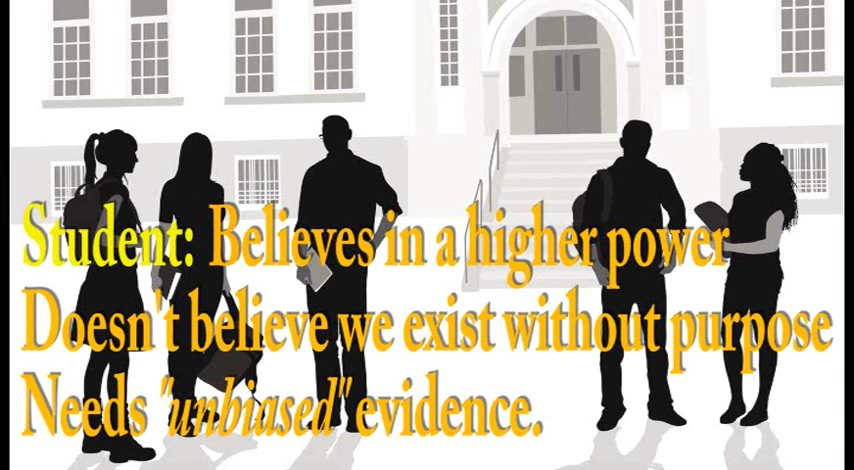 Student: Believes in a higher power
Doesn't believe we exist without purpose
Needs "unbiased" evidence.